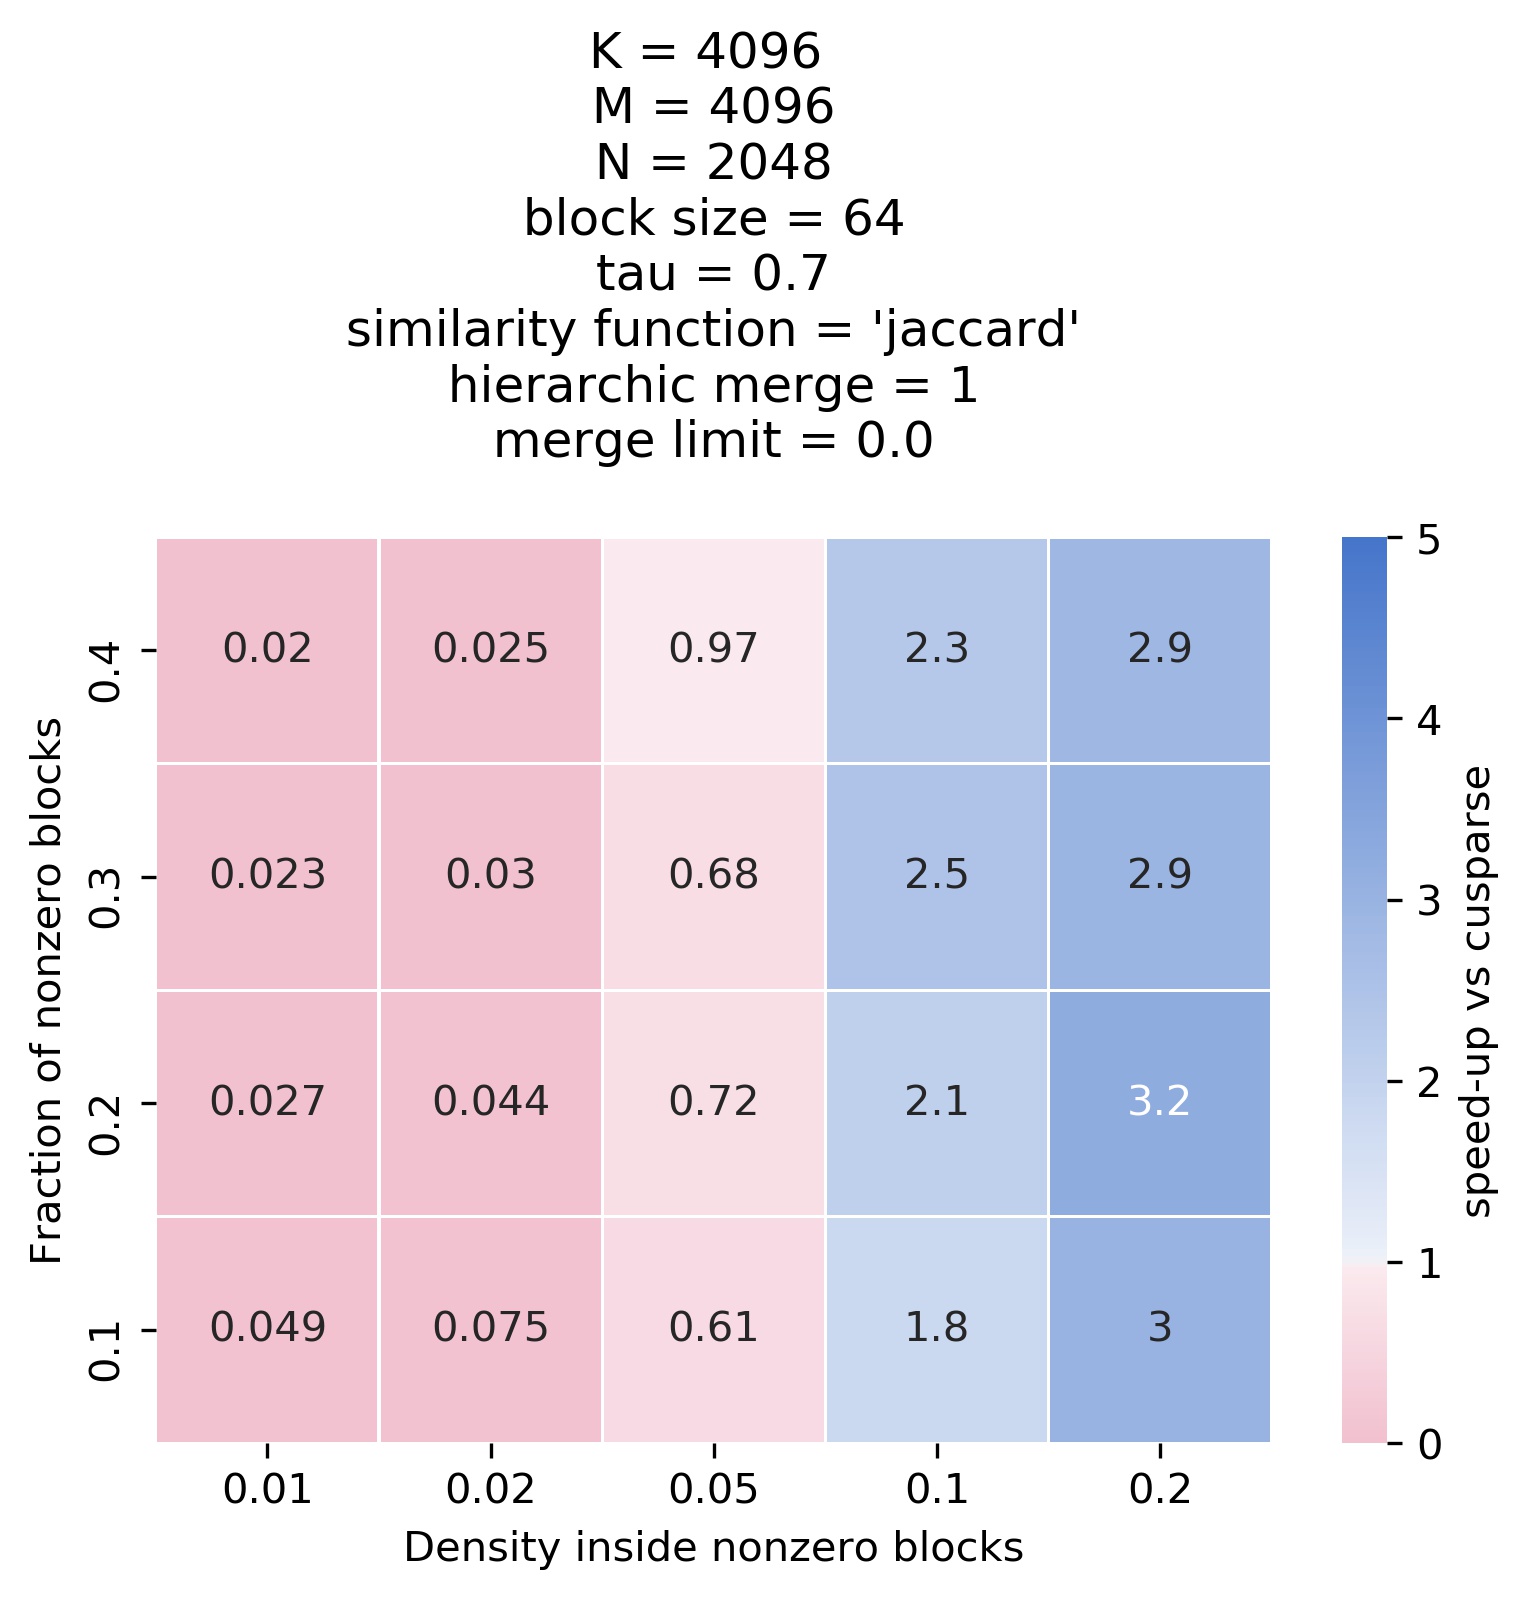 K = 4096
M = 4096
N = 2048
block size = 64
tau = 0.7
similarity function = 'jaccard'
hierarchic merge = 1
merge limit = 0.0
Fraction of nonzero blocks
0.4
0.02 0.025 0.97 2.3 2.9
0.3
0.023 0.03 0.68 2.5 2.9
0.2
0.027 0.044 0.72 2.1 3.2
0.1
0.049 0.075 0.61 1.8 3
0.01 0.02 0.05 0.1 0.2
Density inside nonzero blocks
5
4
3
2
1
0
speed-up vs cusparse